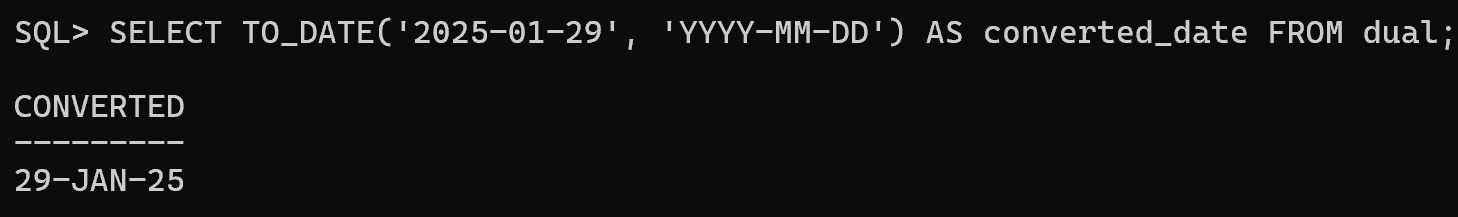 SQL> SELECT TO_DATE('2025-01-29', 'YYYY-MM-DD') AS converted_date FROM dual;
CONVERTED
---------
29-JAN-25